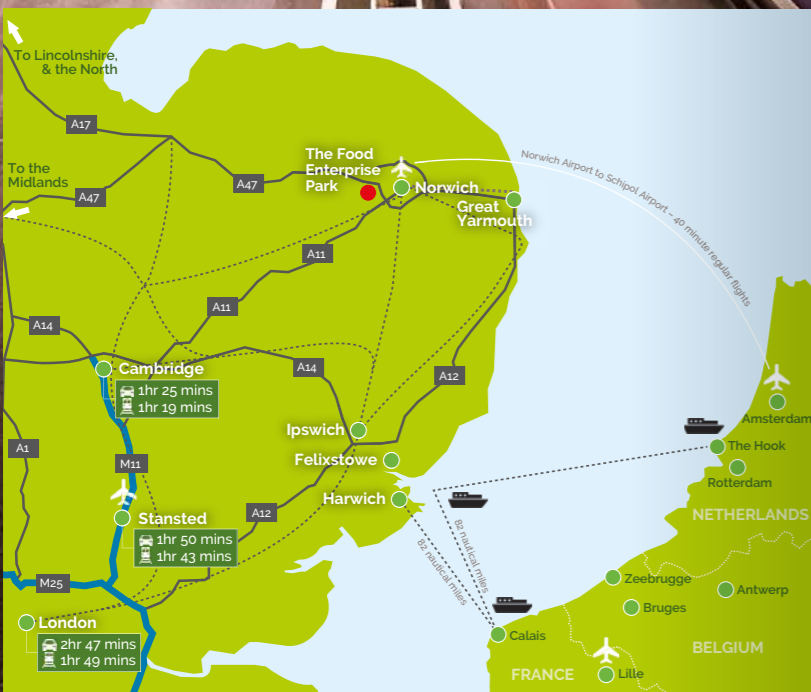 To Lincolnshire,
& the North
A17
To the
Midlands
A47
A47
The Food
Enterprise
Park
Norwich
Great
Yarmouth
Norwich Airport to Schipol Airport – 40 minute regular flights
A11
A11
A14
Cambridge
1hr 25 mins
1hr 19 mins
A14
A12
Ipswich
Felixstowe
Harwich
A1
M11
A12
Stansted
1hr 50 mins
1hr 43 mins
M25
London
2hr 47 mins
1hr 49 mins
82 nautical miles
82 nautical miles
Amsterdam
The Hook
Rotterdam
NETHERLANDS
Zeebrugge
Bruges
Antwerp
Calais
BELGIUM
FRANCE
Lille